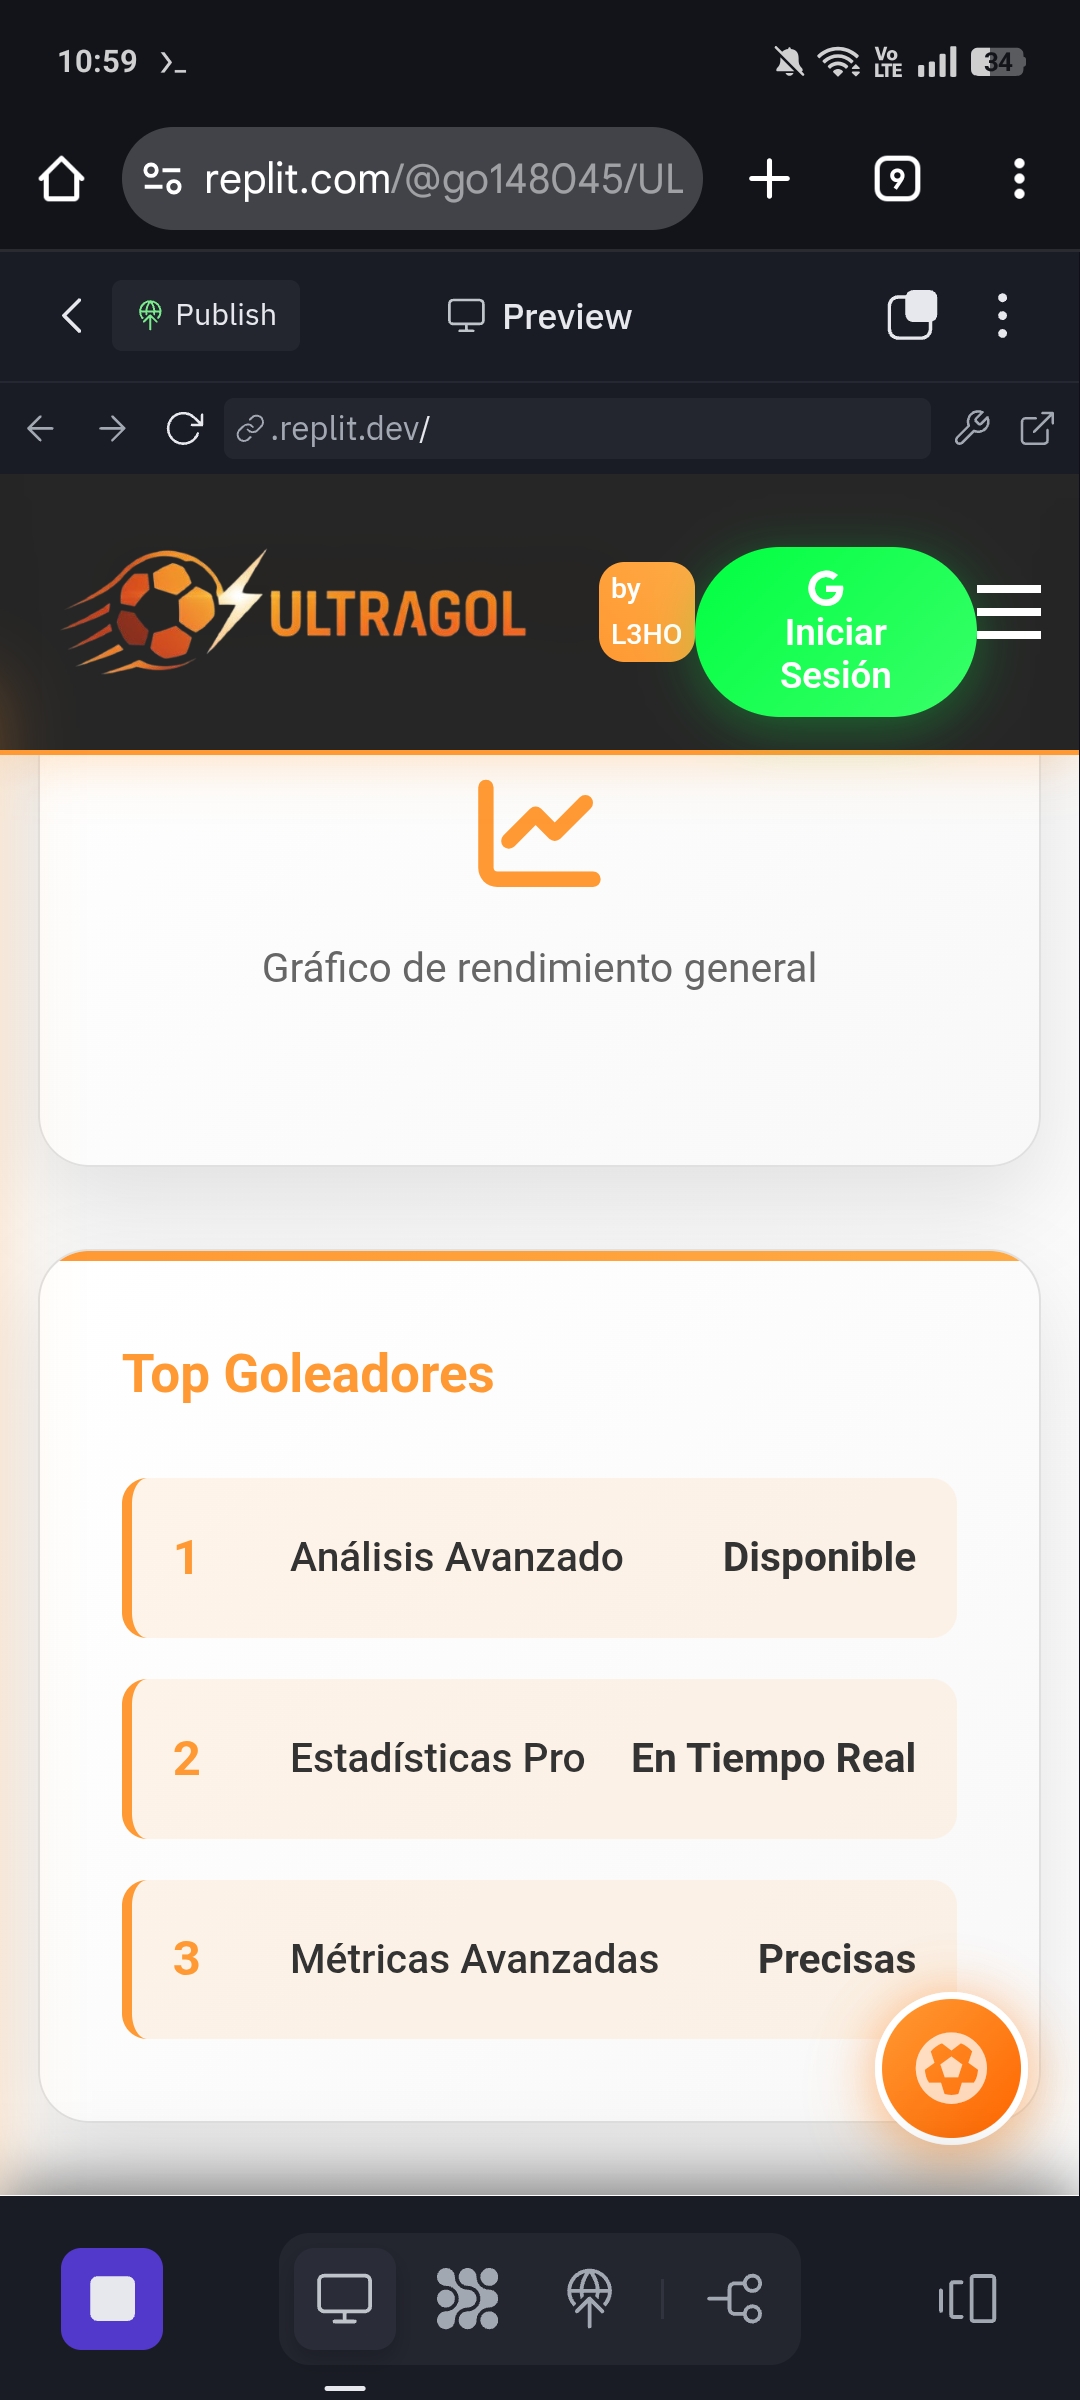 10:59
Vo
LTE
34
replit.com/@go148045/UL
9
Publish
Preview
.replit.dev/
ULTRAGOL
by
L3HO
G
Iniciar
Sesión
Gráfico de rendimiento general
Top Goleadores
1 Análisis Avanzado Disponible
2 Estadísticas Pro En Tiempo Real
3 Métricas Avanzadas Precisas